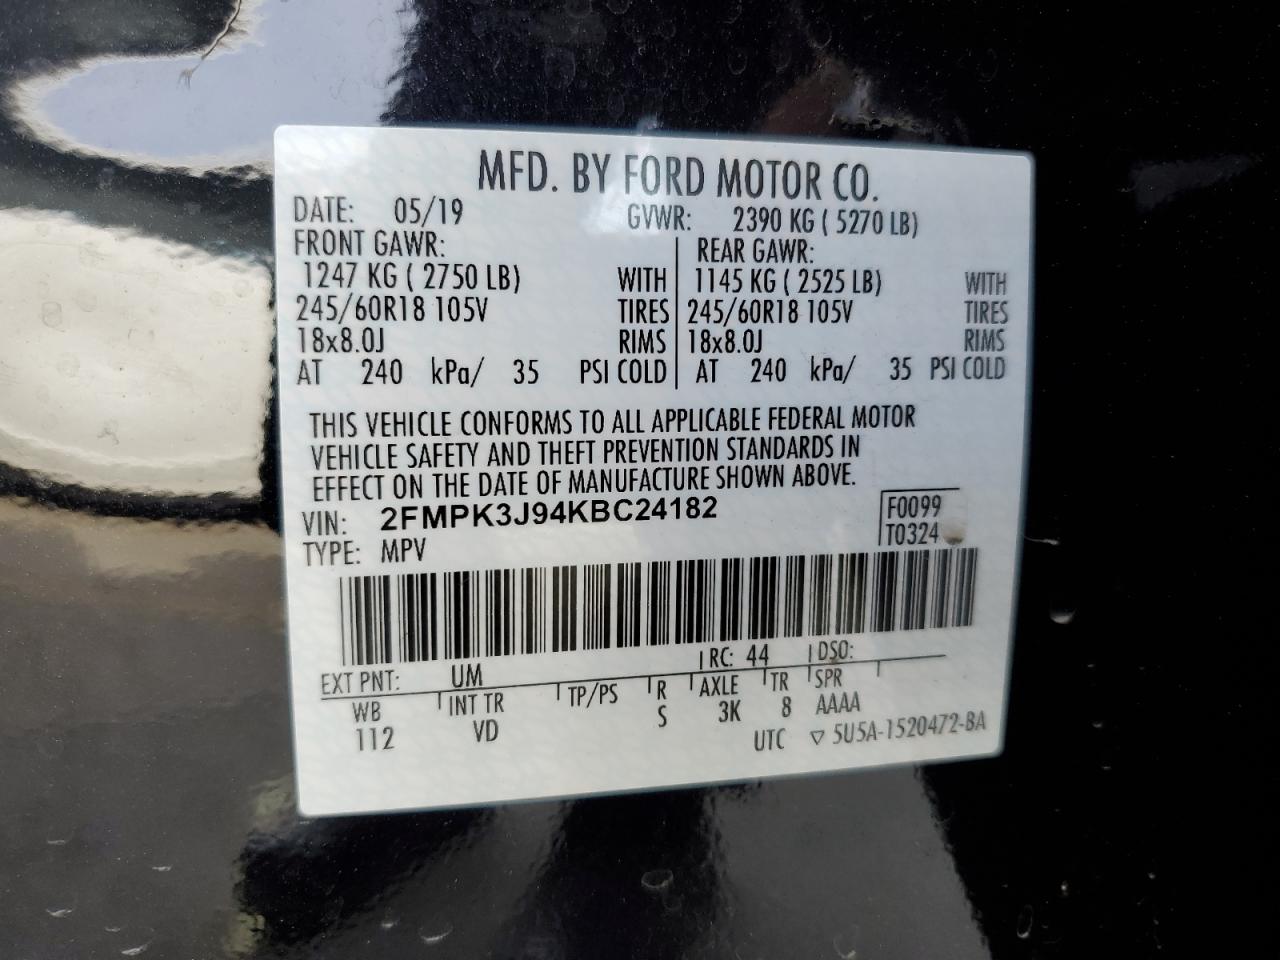 MFD. BY FORD MOTOR CO.
DATE: 05/19 GVWR: 2390 KG ( 5270 LB)
FRONT GAWR: REAR GAWR:
1247 KG ( 2750 LB) WITH 1145 KG ( 2525 LB) WITH
245/60R18 105V TIRES 245/60R18 105V TIRES
18x8.0J RIMS 18x8.0J RIMS
AT 240 kPa/ 35 PSI COLD AT 240 kPa/ 35 PSI COLD
THIS VEHICLE CONFORMS TO ALL APPLICABLE FEDERAL MOTOR
VEHICLE SAFETY AND THEFT PREVENTION STANDARDS IN
EFFECT ON THE DATE OF MANUFACTURE SHOWN ABOVE.
VIN: 2FMPK3J94KBC24182 F0099
TYPE: MPV T0324
EXT PNT: UM RC: 44 DSO:
WB INT TR TP/PS R AXLE TR SPR
112 VD S 3K 8 AAAA
UTC ▽ 5U5A-1520472-BA